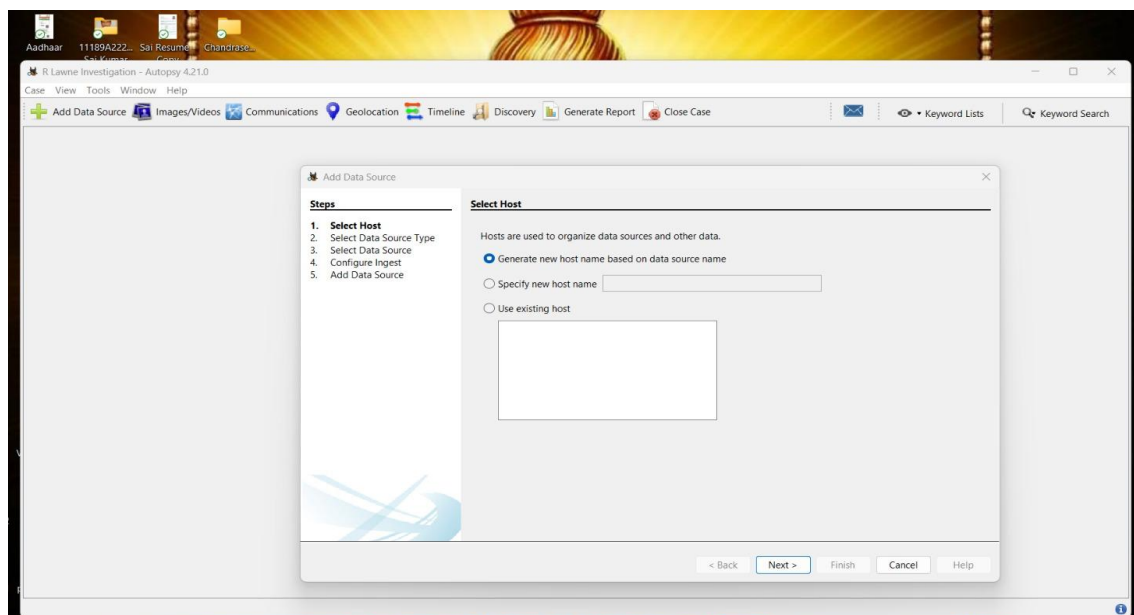 Aadhaar 11189A222... Sai Resume Chandrase...
Sai Kumar Copy
R Lawne Investigation - Autopsy 4.21.0
Case View Tools Window Help
Add Data Source Images/Videos Communications Geolocation Timeline Discovery Generate Report Close Case Keyword Lists Keyword Search
Add Data Source
Steps
1. Select Host
2. Select Data Source Type
3. Select Data Source
4. Configure Ingest
5. Add Data Source
Select Host
Hosts are used to organize data sources and other data.
Generate new host name based on data source name
Specify new host name
Use existing host
< Back Next > Finish Cancel Help